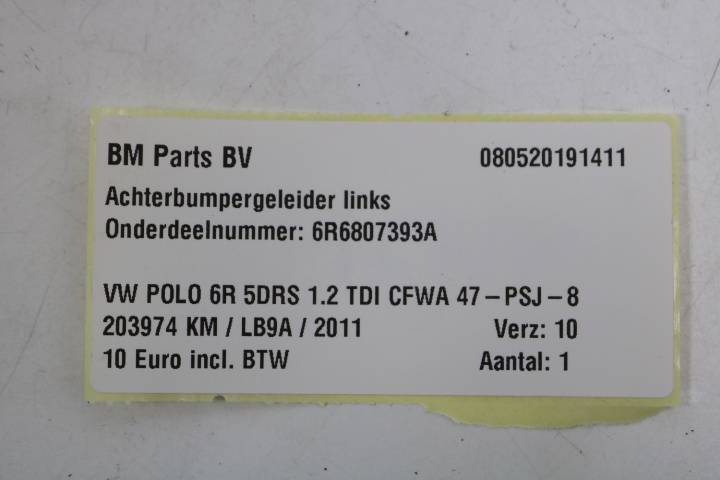 BM Parts BV 080520191411
Achterbumpergeleider links
Onderdeelnummer: 6R6807393A
VW POLO 6R 5DRS 1.2 TDI CFWA 47-PSJ-8
203974 KM / LB9A / 2011 Verz: 10
10 Euro incl. BTW Aantal: 1